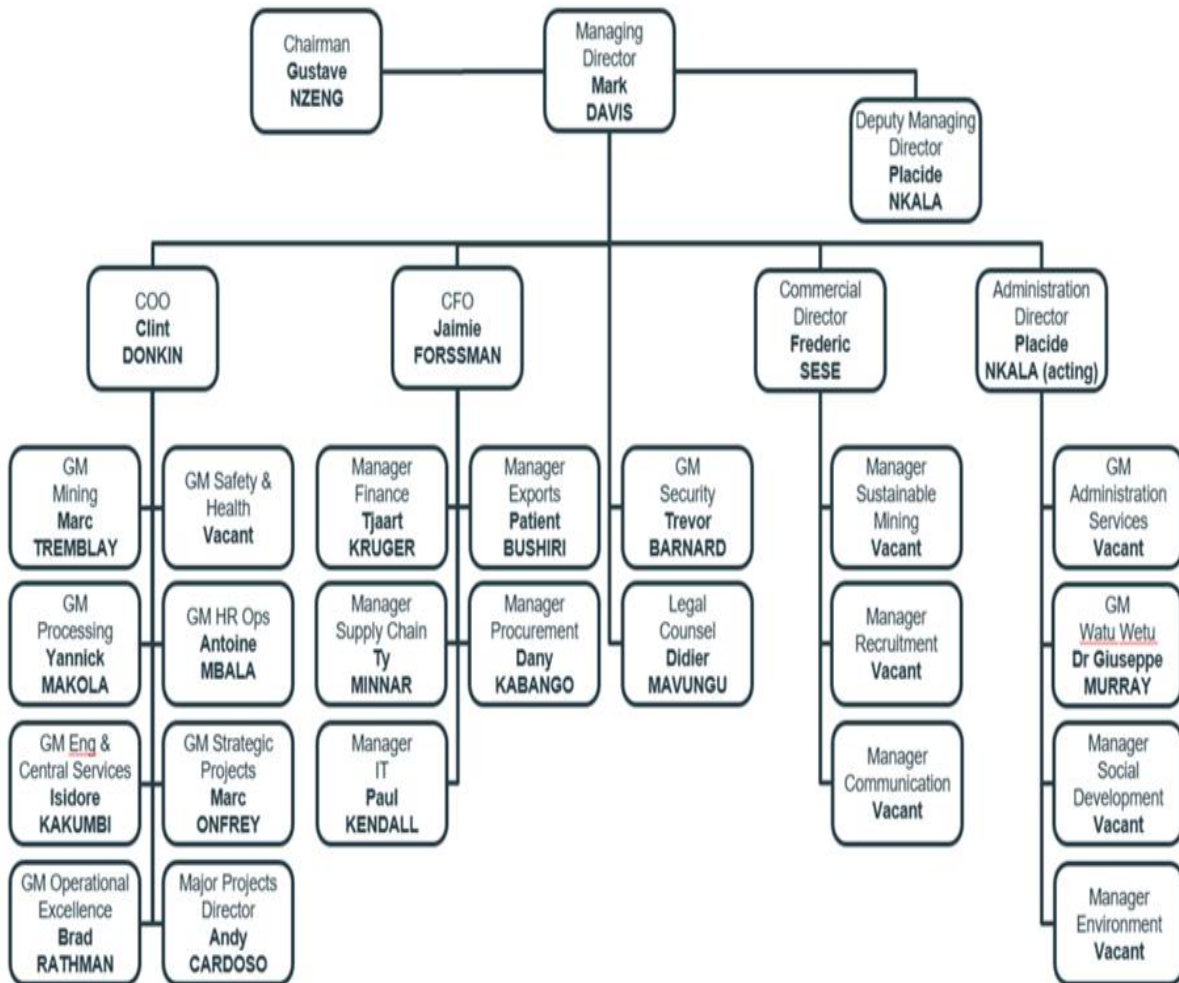 Chairman
Gustave
NZENG
Managing
Director
Mark
DAVIS
Deputy Managing
Director
Placide
NKALA
COO
Clint
DONKIN
CFO
Jaimie
FORSSMAN
Commercial
Director
Frederic
SESE
Administration
Director
Placide
NKALA (acting)
GM
Mining
Marc
TREMBLAY
GM Safety &
Health
Vacant
Manager
Finance
Tjaart
KRUGER
Manager
Exports
Patient
BUSHIRI
GM
Security
Trevor
BARNARD
Manager
Sustainable
Mining
Vacant
GM
Administration
Services
Vacant
GM
Processing
Yannick
MAKOLA
GM HR Ops
Antoine
MBALA
Manager
Supply Chain
Ty
MINNAR
Manager
Procurement
Dany
KABANGO
Legal
Counsel
Didier
MAVUNGU
Manager
Recruitment
Vacant
GM
Watu Wetu
Dr Giuseppe
MURRAY
GM Eng &
Central Services
Isidore
KAKUMBI
GM Strategic
Projects
Marc
ONFREY
Manager
IT
Paul
KENDALL
Manager
Communication
Vacant
Manager
Social
Development
Vacant
GM Operational
Excellence
Brad
RATHMAN
Major Projects
Director
Andy
CARDOSO
Manager
Environment
Vacant